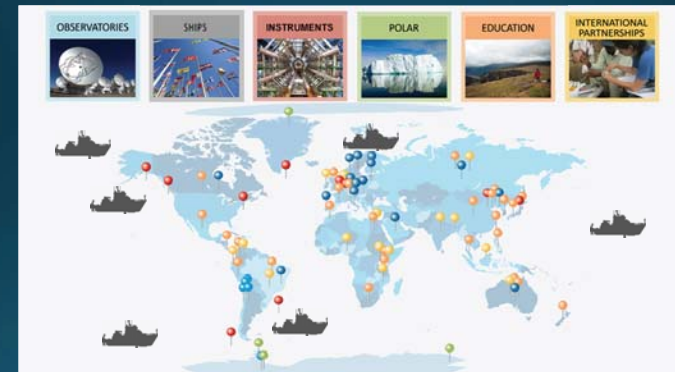 OBSERVATORIES
SHIPS
INSTRUMENTS
POLAR
EDUCATION
INTERNATIONAL
PARTNERSHIPS